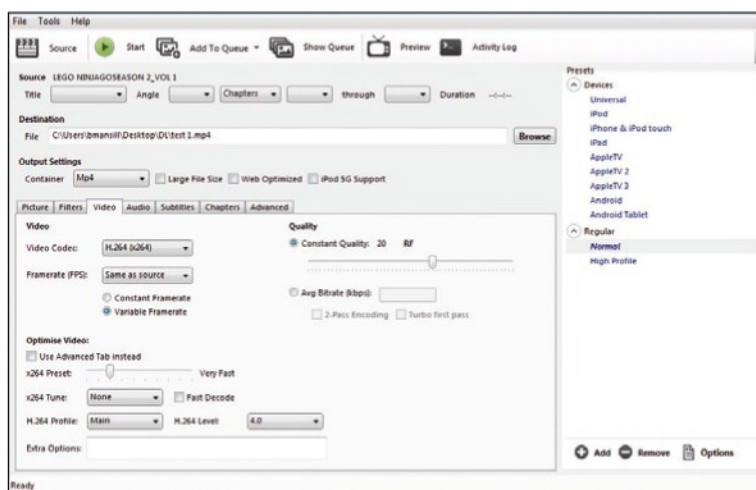 File Tools Help
Source Start Add To Queue Show Queue Preview Activity Log
Source LEGO NINJAGOSEASON 2_VOL 1
Title Angle Chapters through Duration --:--:--
Destination
File C:\Users\bmansill\Desktop\DL\test 1.mp4 Browse
Output Settings
Container Mp4 Large File Size Web Optimized iPod 5G Support
Picture Filters Video Audio Subtitles Chapters Advanced
Video
Video Codec: H.264 (x264)
Framerate (FPS): Same as source
Constant Framerate
Variable Framerate
Quality
Constant Quality: 20 RF
Avg Bitrate (kbps):
2-Pass Encoding Turbo first pass
Optimise Video:
Use Advanced Tab instead
x264 Preset: Very Fast
x264 Tune: None Fast Decode
H.264 Profile: Main H.264 Level: 4.0
Extra Options:
Presets
Devices
Universal
iPod
iPhone & iPod touch
iPad
AppleTV
AppleTV 2
AppleTV 3
Android
Android Tablet
Regular
Normal
High Profile
Add Remove Options
Ready